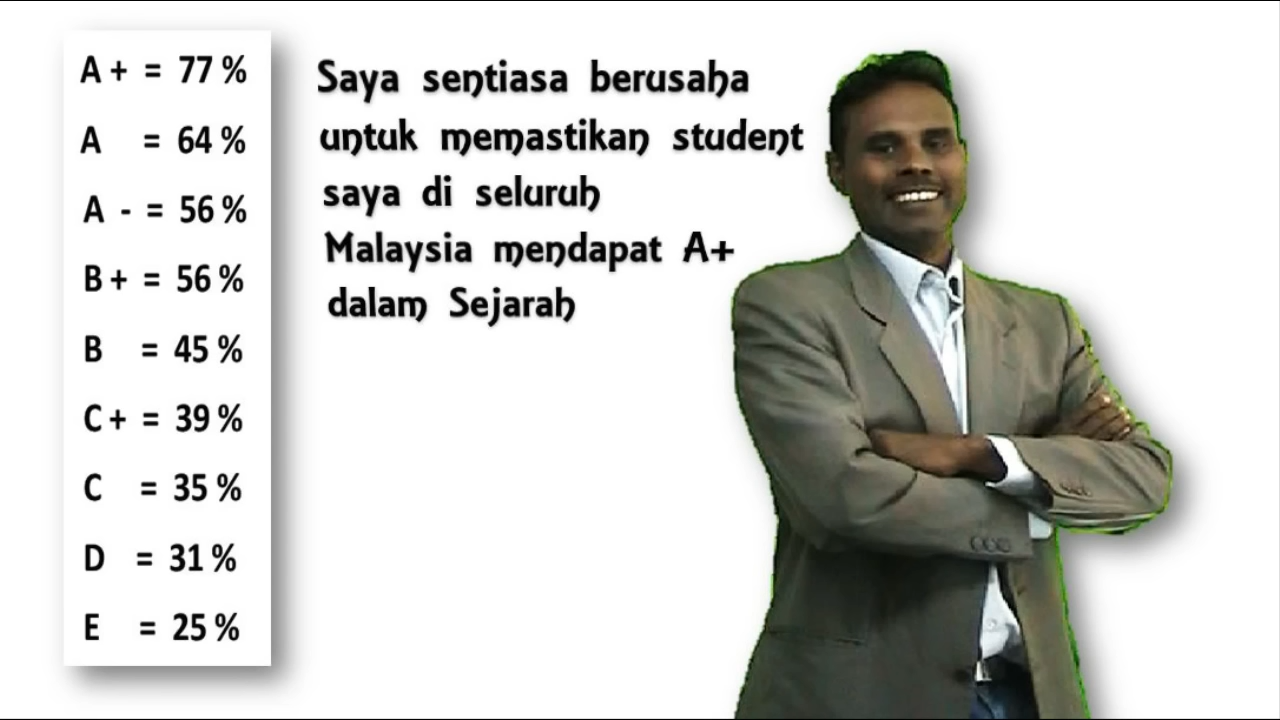 A+ = 77 %
A = 64 %
A - = 56 %
B+ = 56 %
B = 45 %
C+ = 39 %
C = 35 %
D = 31 %
E = 25 %
Saya sentiasa berusaha
untuk memastikan student
saya di seluruh
Malaysia mendapat A+
dalam Sejarah